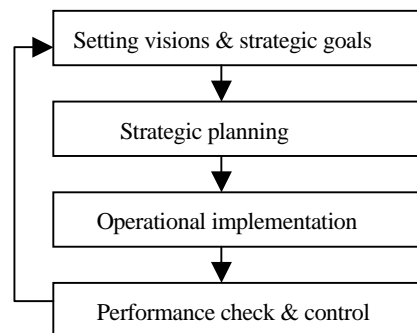 Setting visions & strategic goals
Strategic planning
Operational implementation
Performance check & control